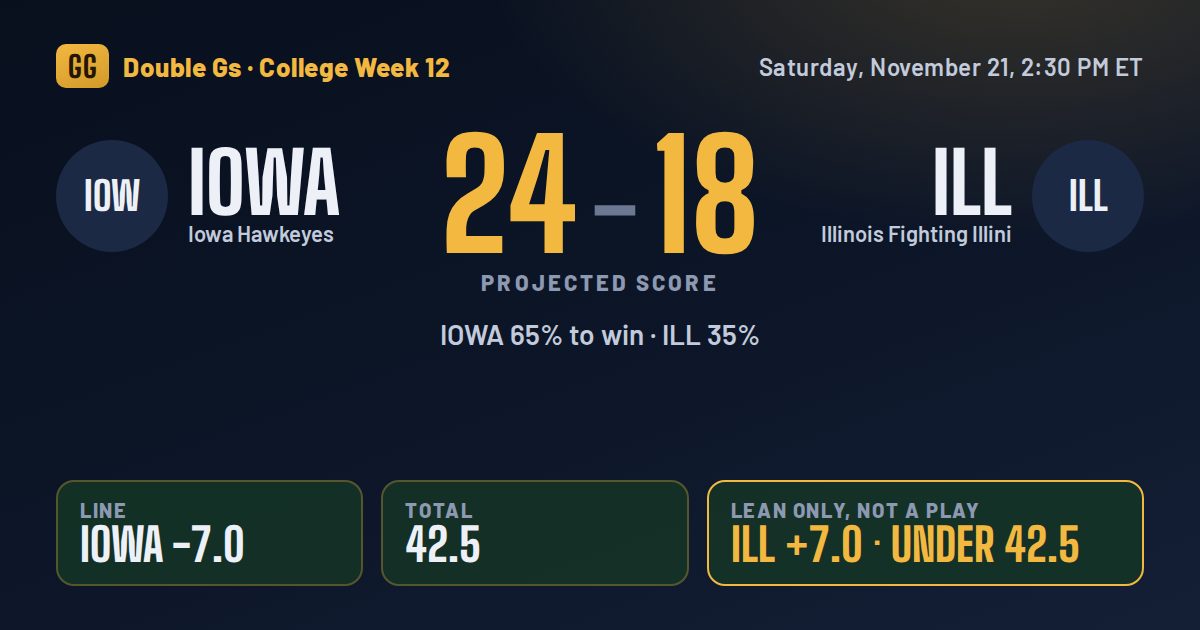 GG Double Gs · College Week 12
Saturday, November 21, 2:30 PM ET
IOW
IOWA
Iowa Hawkeyes
24 – 18
PROJECTED SCORE
IOWA 65% to win · ILL 35%
ILL
Illinois Fighting Illini
ILL
LINE
IOWA −7.0
TOTAL
42.5
LEAN ONLY, NOT A PLAY
ILL +7.0 · UNDER 42.5